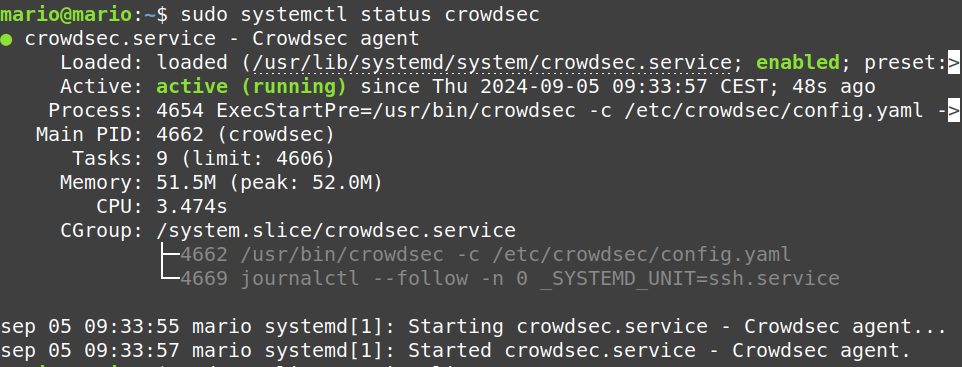 mario@mario:~$ sudo systemctl status crowdsec
● crowdsec.service - Crowdsec agent
Loaded: loaded (/usr/lib/systemd/system/crowdsec.service; enabled; preset:>
Active: active (running) since Thu 2024-09-05 09:33:57 CEST; 48s ago
Process: 4654 ExecStartPre=/usr/bin/crowdsec -c /etc/crowdsec/config.yaml ->
Main PID: 4662 (crowdsec)
Tasks: 9 (limit: 4606)
Memory: 51.5M (peak: 52.0M)
CPU: 3.474s
CGroup: /system.slice/crowdsec.service
├─4662 /usr/bin/crowdsec -c /etc/crowdsec/config.yaml
└─4669 journalctl --follow -n 0 _SYSTEMD_UNIT=ssh.service
sep 05 09:33:55 mario systemd[1]: Starting crowdsec.service - Crowdsec agent...
sep 05 09:33:57 mario systemd[1]: Started crowdsec.service - Crowdsec agent.